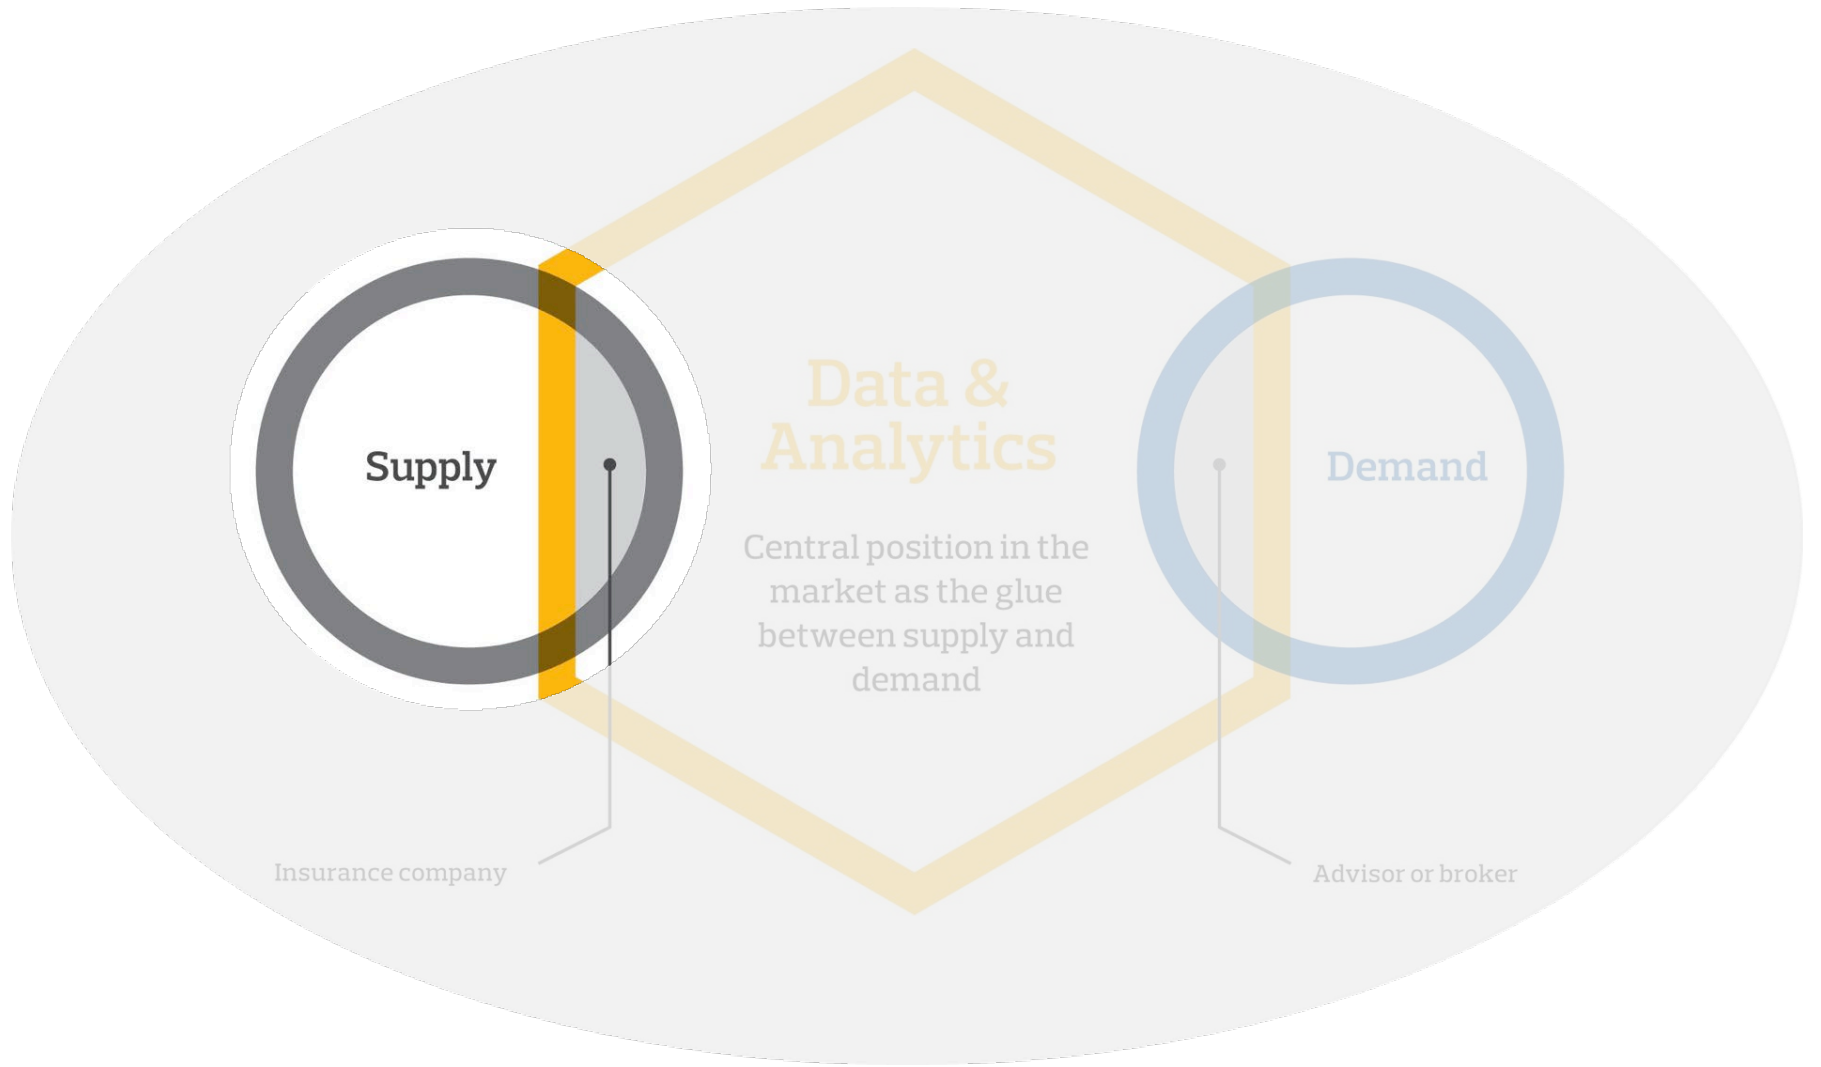 Supply
Data &
Analytics
Central position in the
market as the glue
between supply and
demand
Demand
Insurance company
Advisor or broker